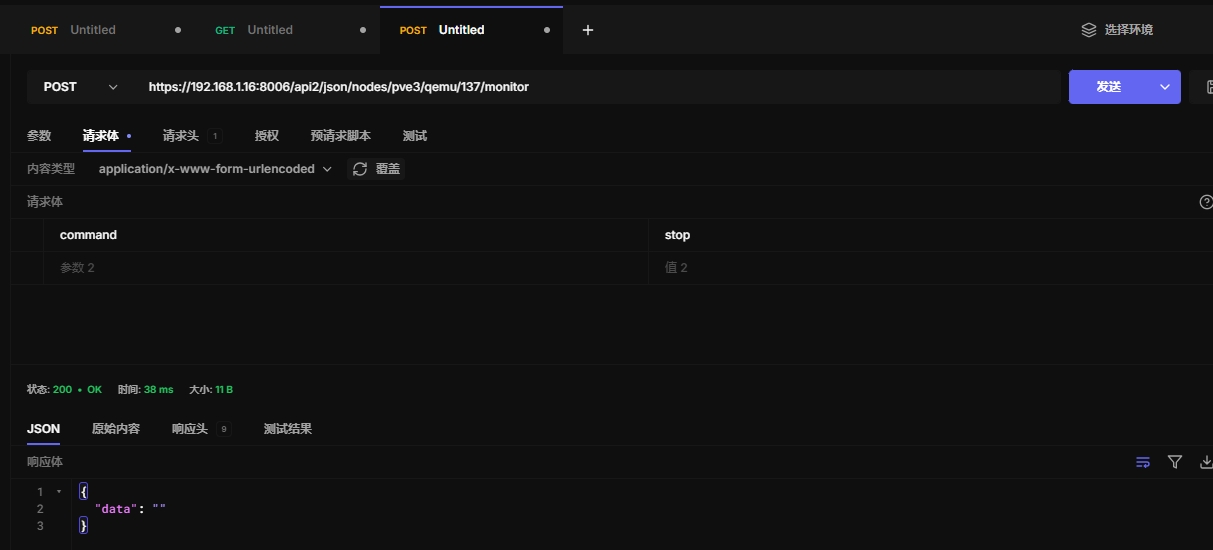 POST Untitled GET Untitled POST Untitled + 选择环境
POST https://192.168.1.16:8006/api2/json/nodes/pve3/qemu/137/monitor 发送
参数 请求体 请求头 1 授权 预请求脚本 测试
内容类型 application/x-www-form-urlencoded 覆盖
请求体
command stop
参数 2 值 2
状态: 200 • OK 时间: 38 ms 大小: 11 B
JSON 原始内容 响应头 9 测试结果
响应体
1 {
2 "data": ""
3 }